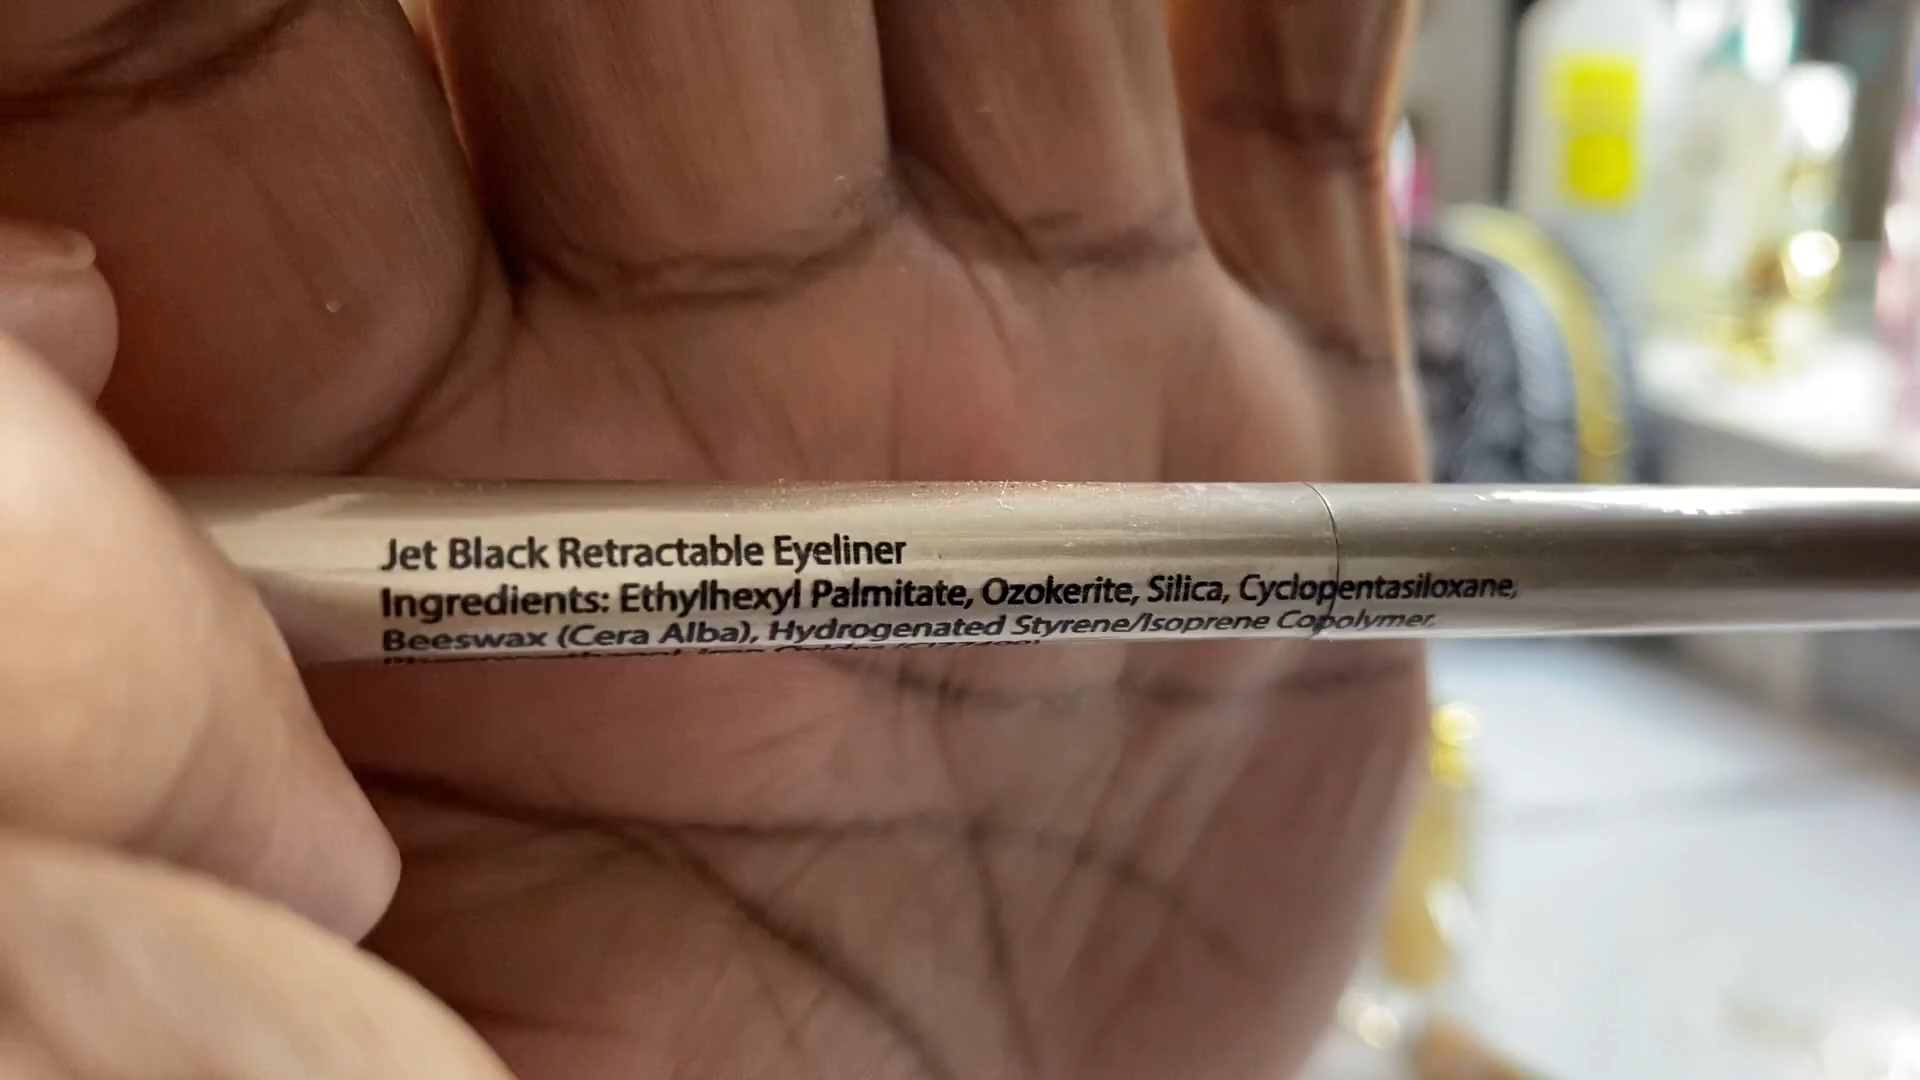 Jet Black Retractable Eyeliner
Ingredients: Ethylhexyl Palmitate, Ozokerite, Silica, Cyclopentasiloxane,
Beeswax (Cera Alba), Hydrogenated Styrene/Isoprene Copolymer,